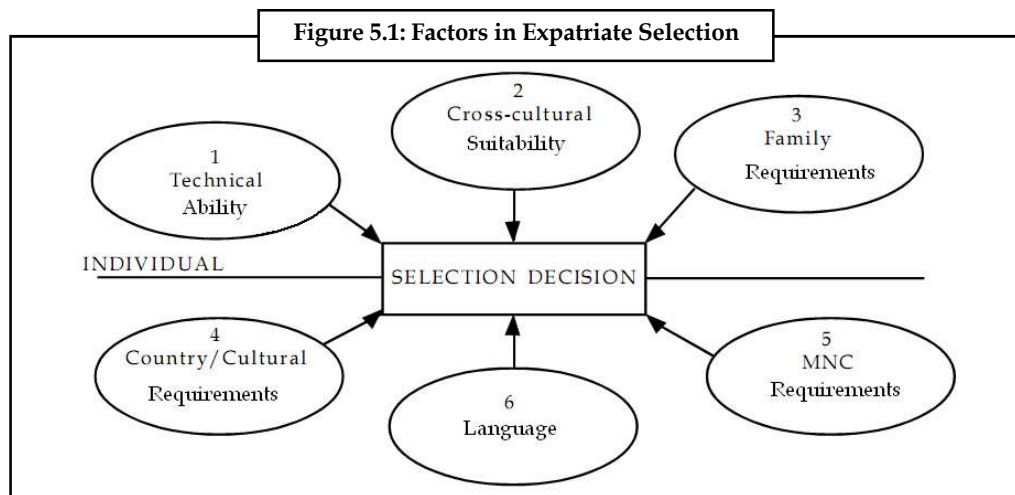 Figure 5.1: Factors in Expatriate Selection
1
Technical
Ability
2
Cross-cultural
Suitability
3
Family
Requirements
INDIVIDUAL
SELECTION DECISION
4
Country/Cultural
Requirements
6
Language
5
MNC
Requirements